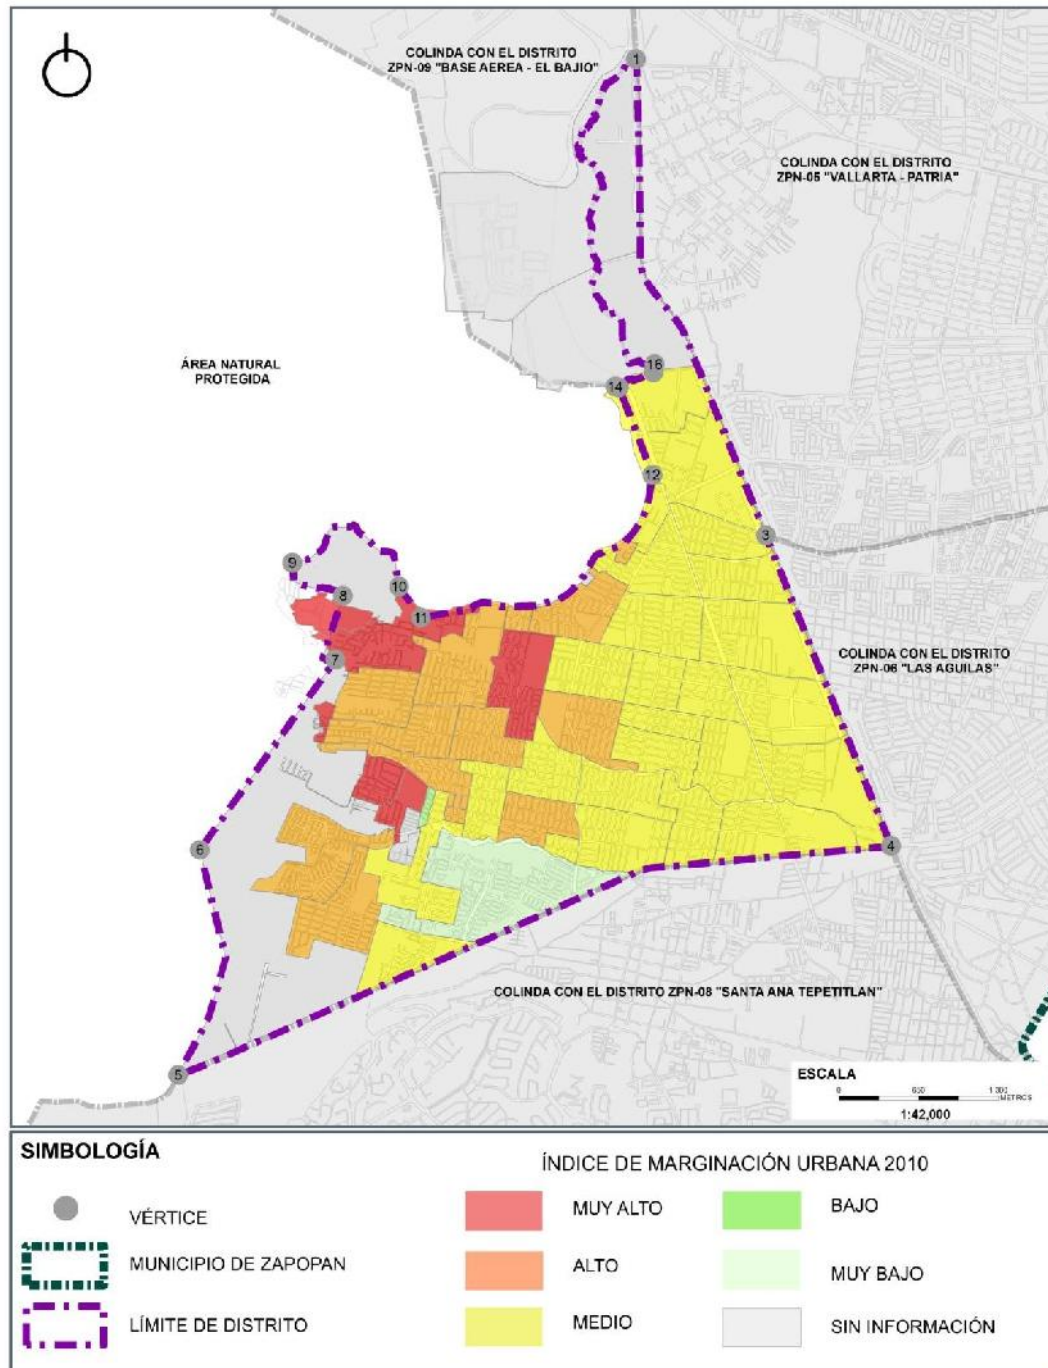 COLINDA CON EL DISTRITO
ZPN-09 "BASE AEREA - EL BAJIO"
1
COLINDA CON EL DISTRITO
ZPN-05 "VALLARTA - PATRIA"
ÁREA NATURAL
PROTEGIDA
16
14
12
3
9
8
10
11
7
COLINDA CON EL DISTRITO
ZPN-06 "LAS AGUILAS"
6
4
COLINDA CON EL DISTRITO ZPN-08 "SANTA ANA TEPETITLAN"
5
ESCALA
0 650 1 300
METROS
1:42,000
SIMBOLOGÍA
VÉRTICE
MUNICIPIO DE ZAPOPAN
LÍMITE DE DISTRITO
ÍNDICE DE MARGINACIÓN URBANA 2010
MUY ALTO
ALTO
MEDIO
BAJO
MUY BAJO
SIN INFORMACIÓN